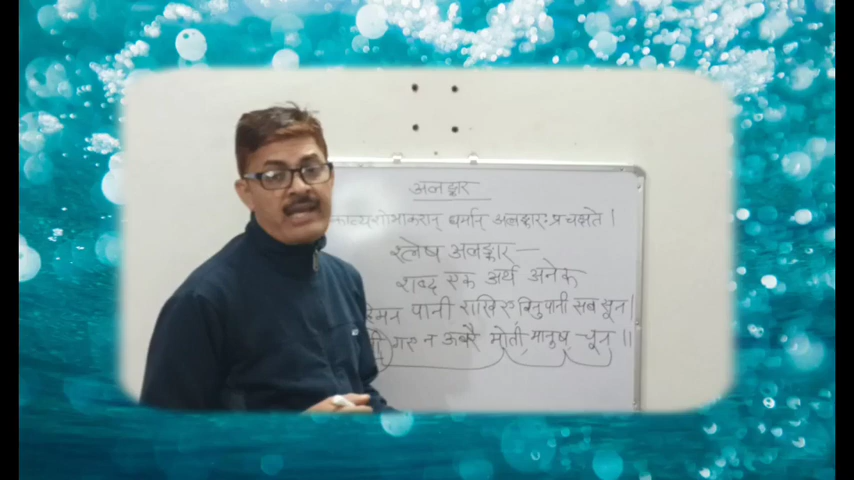 अलङ्कार
काव्यशोभाकरान् धर्मान् अलङ्कारः प्रचक्षते ।
श्लेष अलङ्कार —
शब्द एक अर्थ अनेक
पानी राखिए बिनु पानी सब सून ।
गए न ऊबरै मोती, मानुष, चून ॥